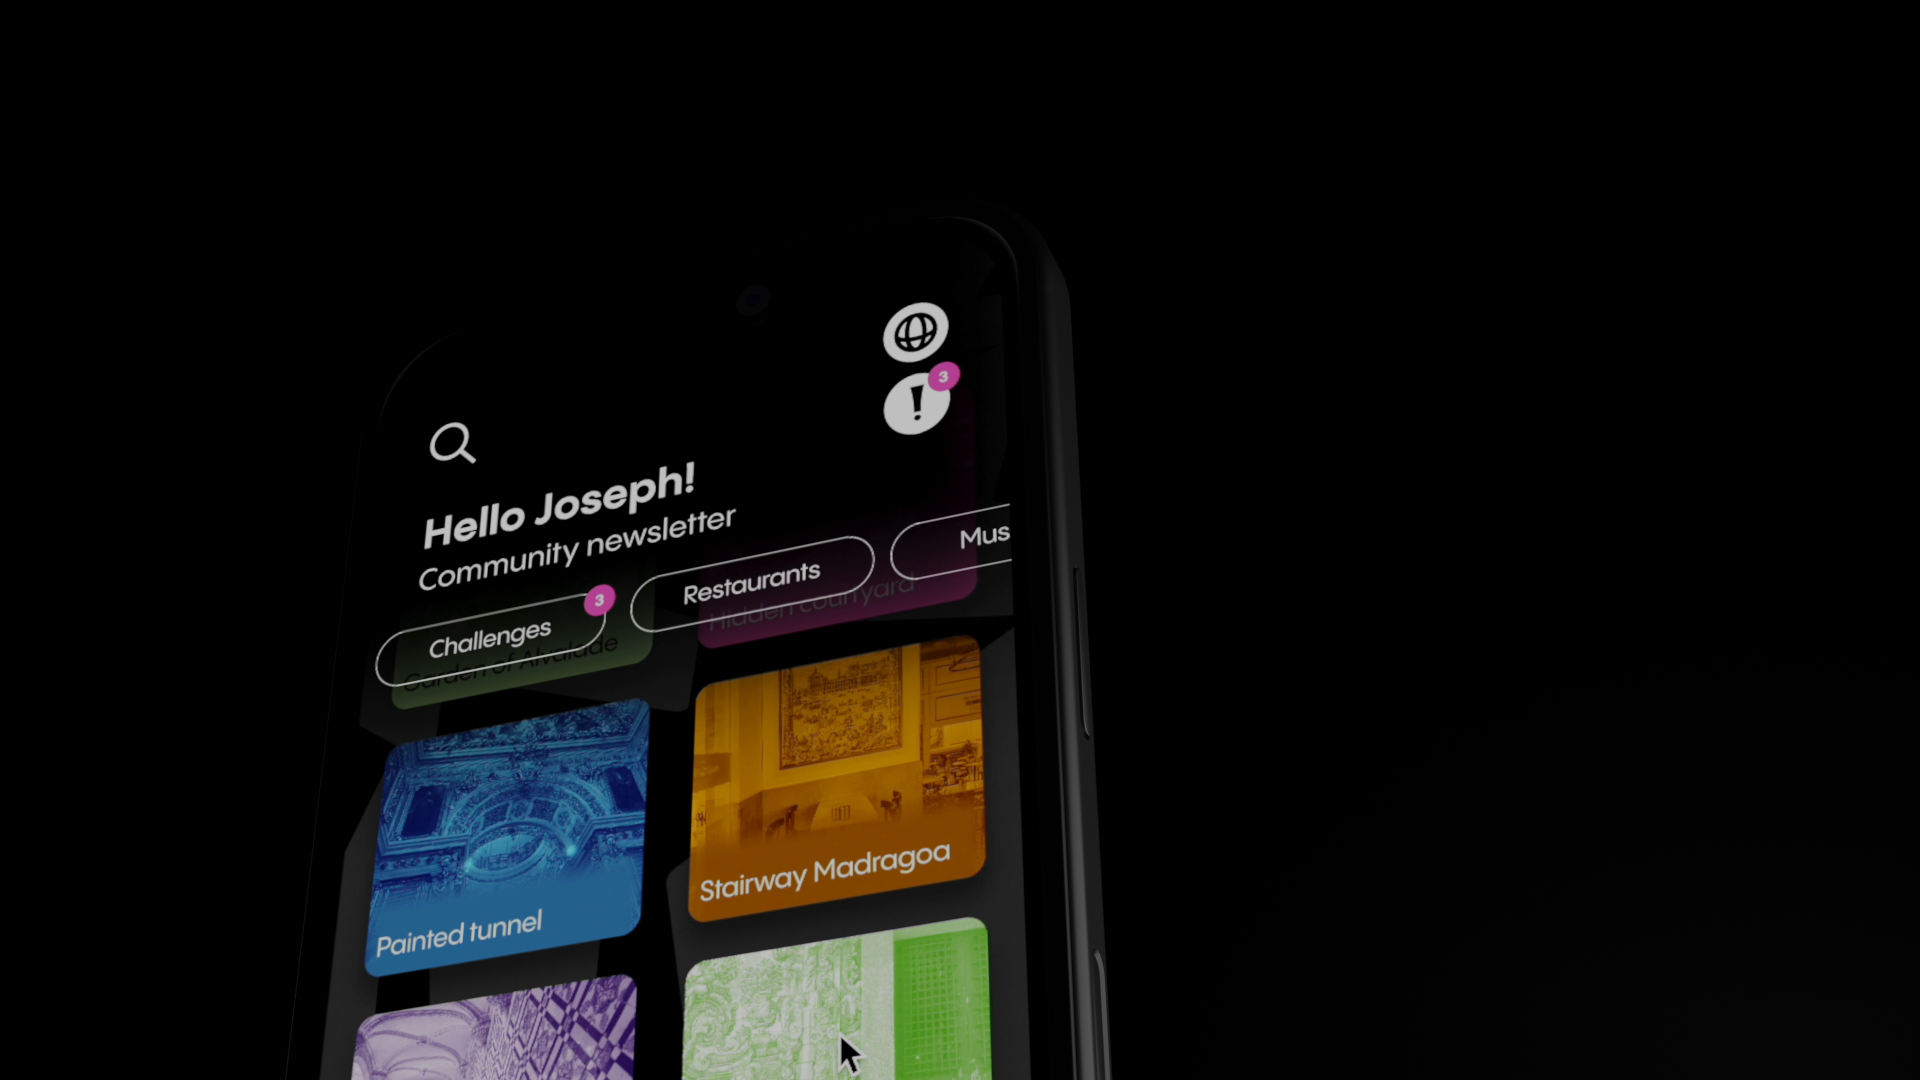 3
Hello Joseph!
Community newsletter
Challenges
3
Restaurants
Mus
Garden of Alvalade
Hidden courtyard
Painted tunnel
Stairway Madragoa